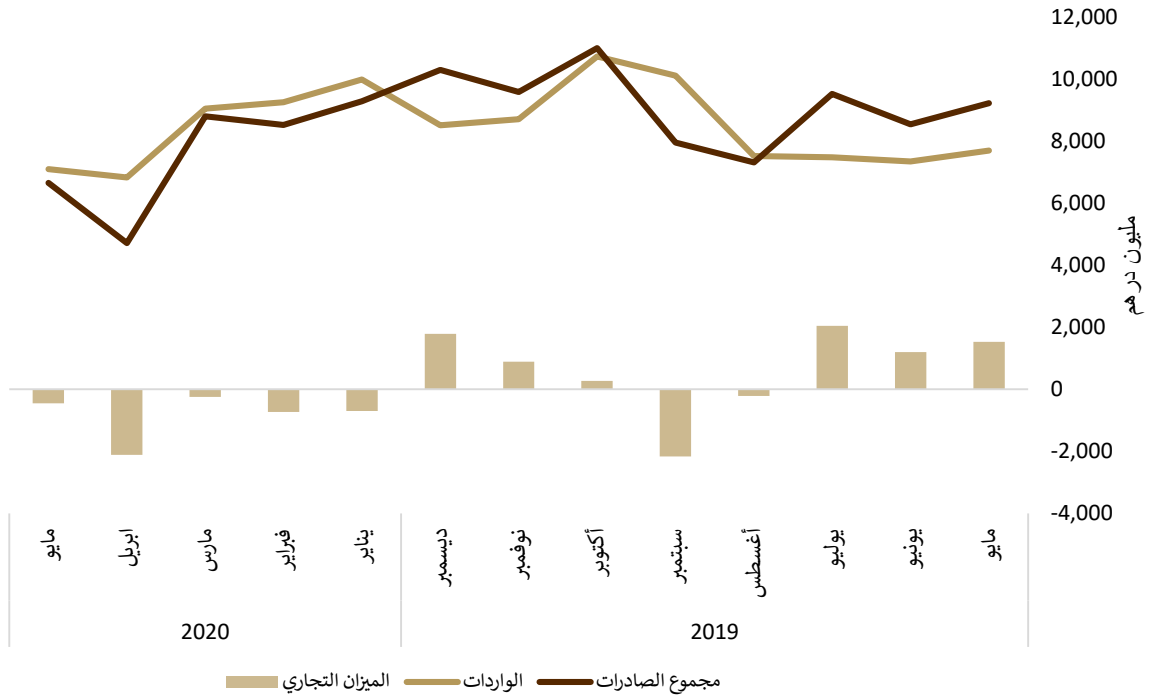 12,000
10,000
8,000
6,000
4,000
2,000
0
-2,000
-4,000
مليون درهم
مايو
يونيو
يوليو
أغسطس
سبتمبر
أكتوبر
نوفمبر
ديسمبر
يناير
فبراير
مارس
ابريل
مايو
2019
2020
مجموع الصادرات
الواردات
الميزان التجاري